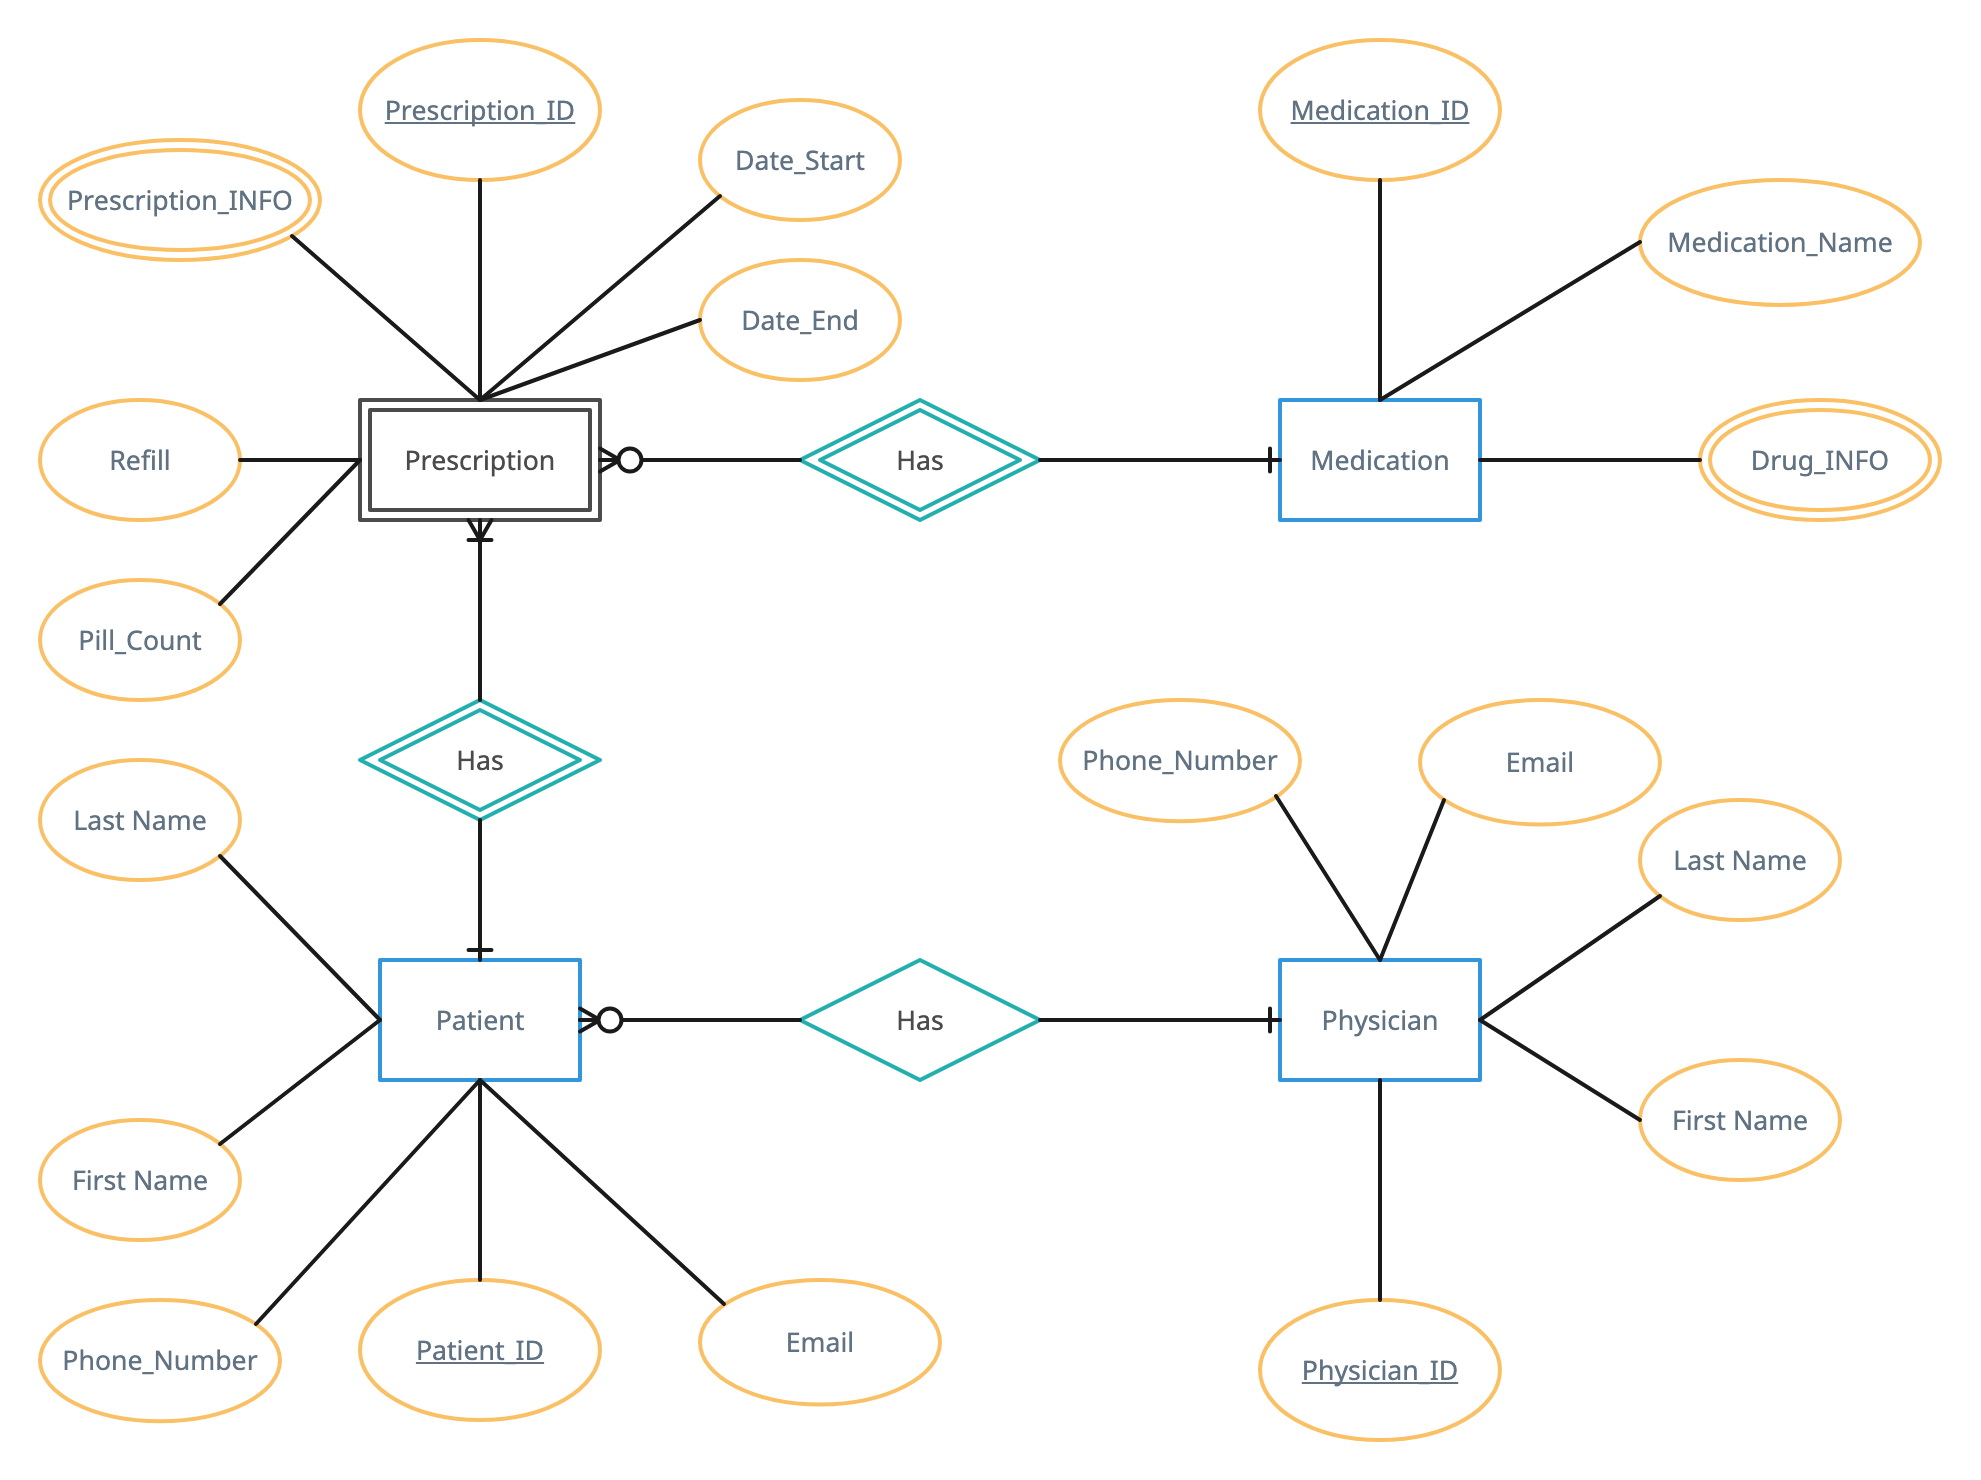 Prescription_ID
Medication_ID
Date_Start
Prescription_INFO
Medication_Name
Date_End
Refill
Prescription
Has
Medication
Drug_INFO
Pill_Count
Has
Phone_Number
Email
Last Name
Last Name
Patient
Has
Physician
First Name
First Name
Phone_Number
Patient_ID
Email
Physician_ID